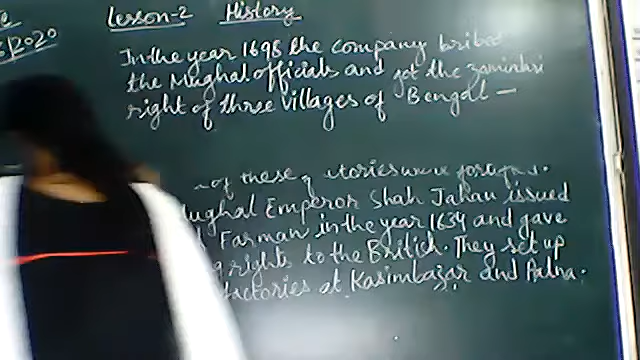 Lesson-2 History
2020
In the year 1698 the company bribed
the Mughal officials and got the zamindari
right of three villages of Bengal -
of these
Mughal Emperor Shah Jahan issued
Farman in the year 1634 and gave
rights to the British. They set up
factories at Kasimbazar and Patna.